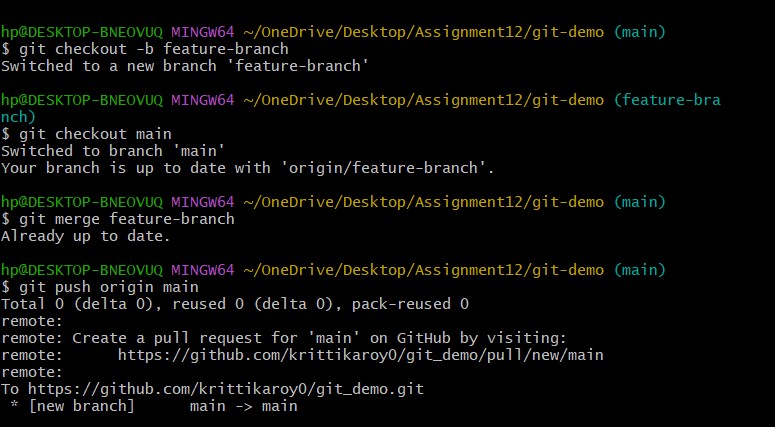 hp@DESKTOP-BNEOVUQ MINGW64 ~/OneDrive/Desktop/Assignment12/git-demo (main)
$ git checkout -b feature-branch
Switched to a new branch 'feature-branch'
hp@DESKTOP-BNEOVUQ MINGW64 ~/OneDrive/Desktop/Assignment12/git-demo (feature-bra
nch)
$ git checkout main
Switched to branch 'main'
Your branch is up to date with 'origin/feature-branch'.
hp@DESKTOP-BNEOVUQ MINGW64 ~/OneDrive/Desktop/Assignment12/git-demo (main)
$ git merge feature-branch
Already up to date.
hp@DESKTOP-BNEOVUQ MINGW64 ~/OneDrive/Desktop/Assignment12/git-demo (main)
$ git push origin main
Total 0 (delta 0), reused 0 (delta 0), pack-reused 0
remote:
remote: Create a pull request for 'main' on GitHub by visiting:
remote:      https://github.com/krittikaroy0/git_demo/pull/new/main
remote:
To https://github.com/krittikaroy0/git_demo.git
 * [new branch]      main -> main